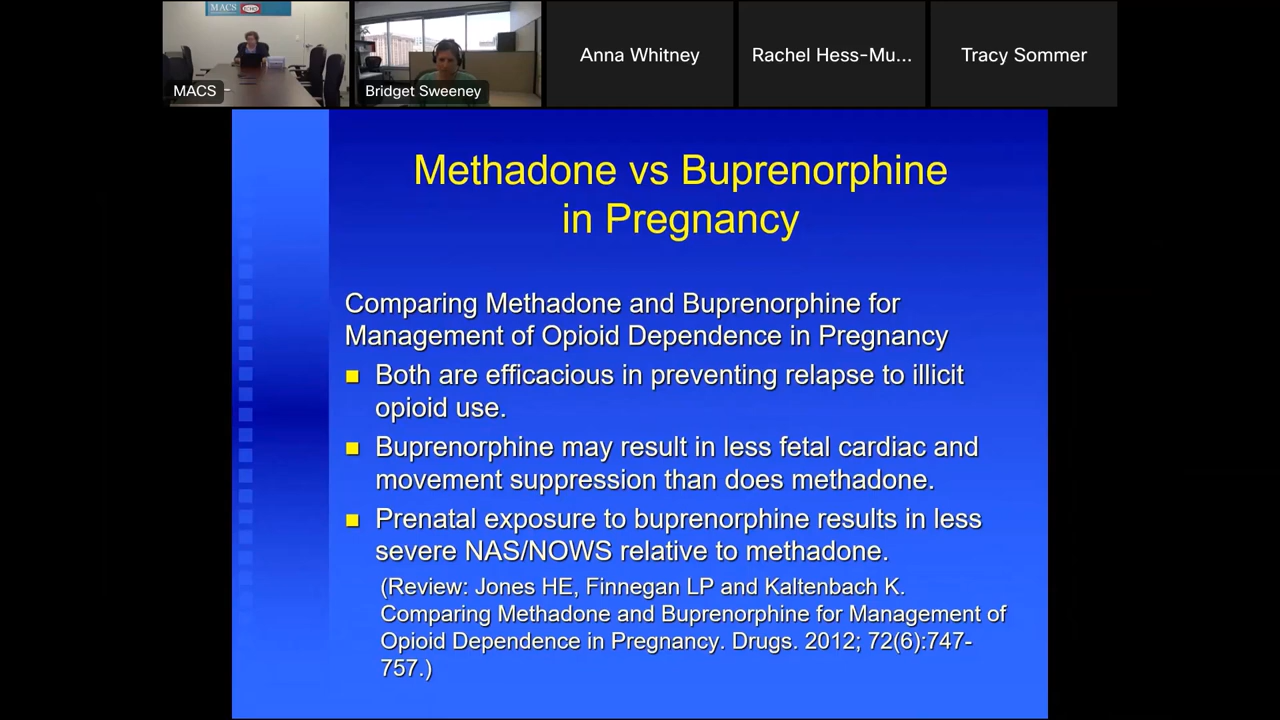 MACS
ECHO
MACS
Bridget Sweeney
Anna Whitney
Rachel Hess-Mu...
Tracy Sommer
Methadone vs Buprenorphine
in Pregnancy
Comparing Methadone and Buprenorphine for
Management of Opioid Dependence in Pregnancy
Both are efficacious in preventing relapse to illicit
opioid use.
Buprenorphine may result in less fetal cardiac and
movement suppression than does methadone.
Prenatal exposure to buprenorphine results in less
severe NAS/NOWS relative to methadone.
(Review: Jones HE, Finnegan LP and Kaltenbach K.
Comparing Methadone and Buprenorphine for Management of
Opioid Dependence in Pregnancy. Drugs. 2012; 72(6):747-
757.)